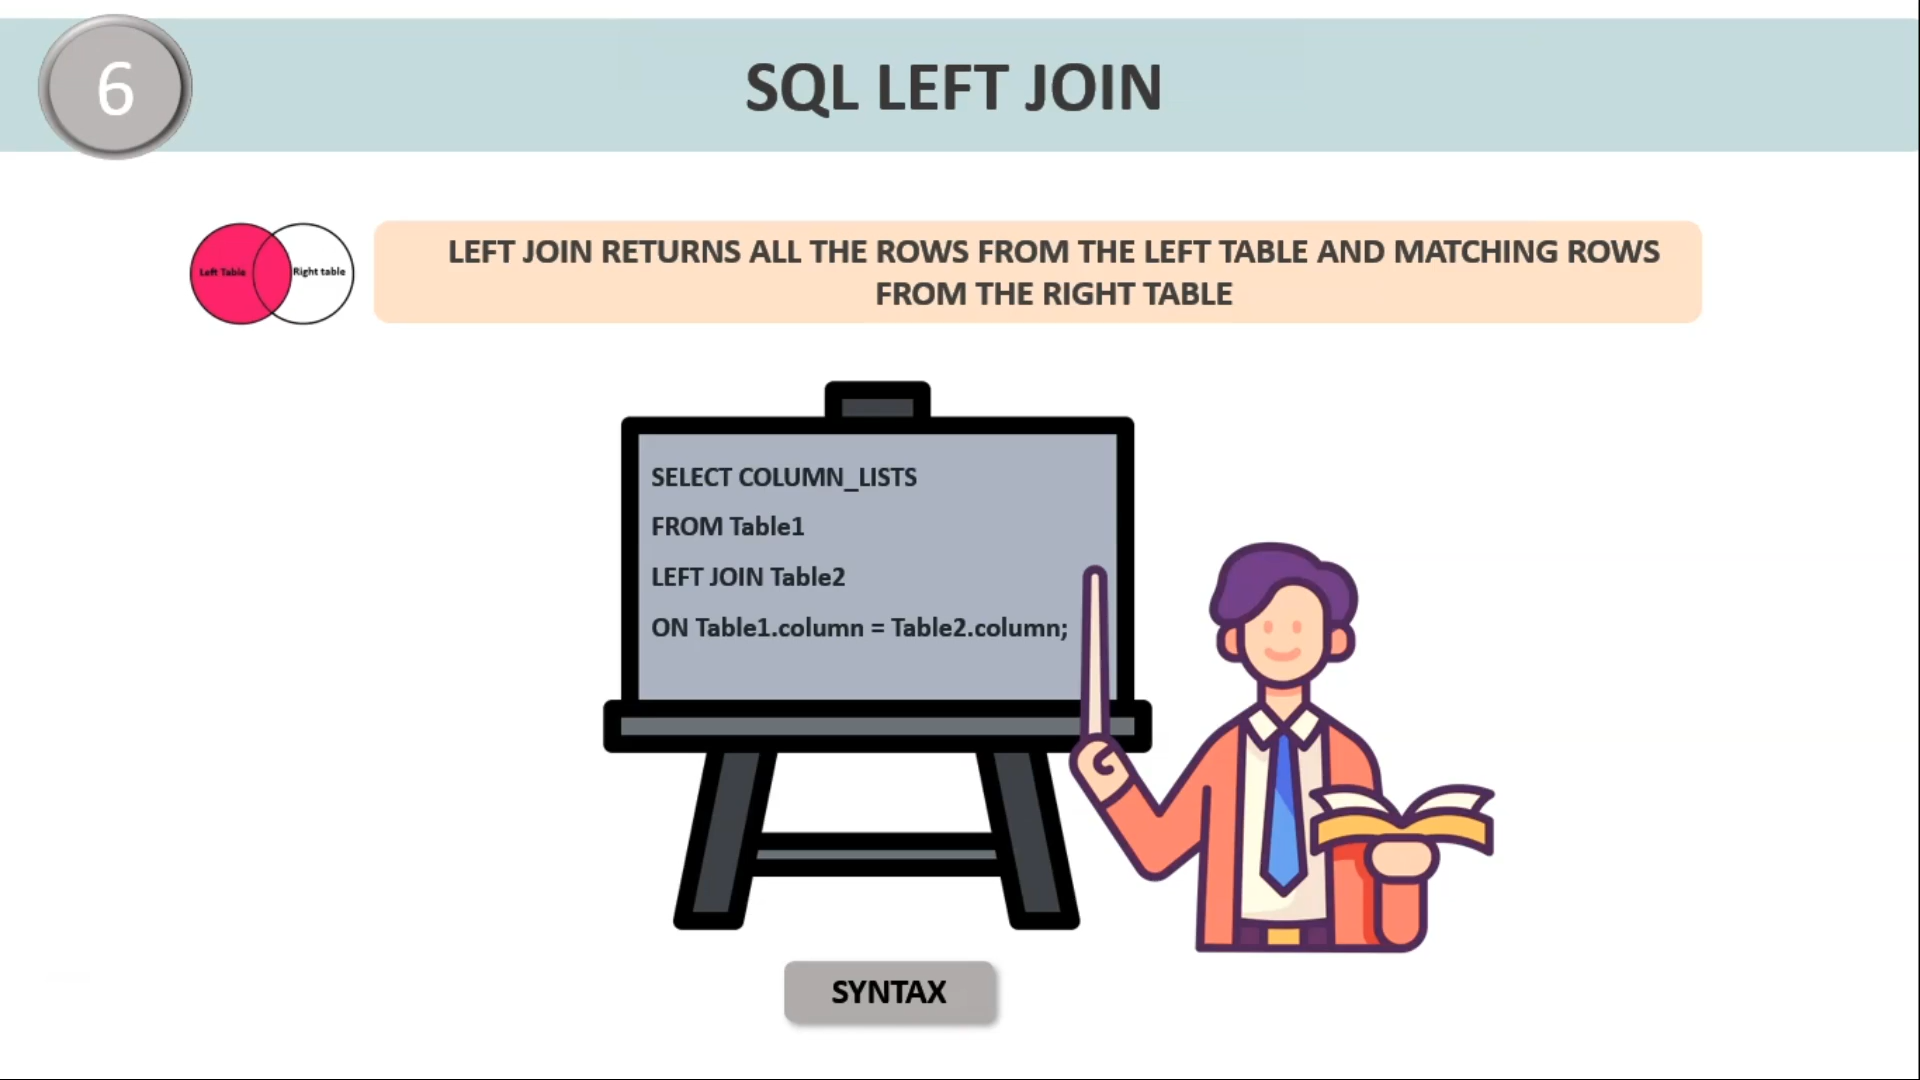 6
SQL LEFT JOIN
Left Table
Right table
LEFT JOIN RETURNS ALL THE ROWS FROM THE LEFT TABLE AND MATCHING ROWS
FROM THE RIGHT TABLE
SELECT COLUMN_LISTS
FROM Table1
LEFT JOIN Table2
ON Table1.column = Table2.column;
SYNTAX